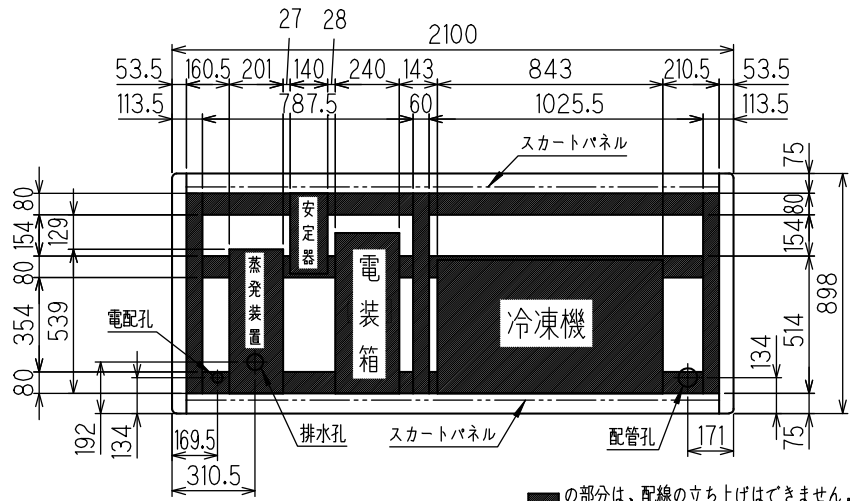 27 28
2100
53.5 160.5 201 140 240 143 843 210.5 53.5
113.5 787.5 60 1025.5 113.5
スカートパネル
75
80
154
80
354
80
129
539
安定器
蒸発装置
電装箱
冷凍機
80
154
514
75
898
134
電配孔
192
134
169.5
310.5
排水孔
スカートパネル
配管孔
171
の部分は、配線の立ち上げはできません。